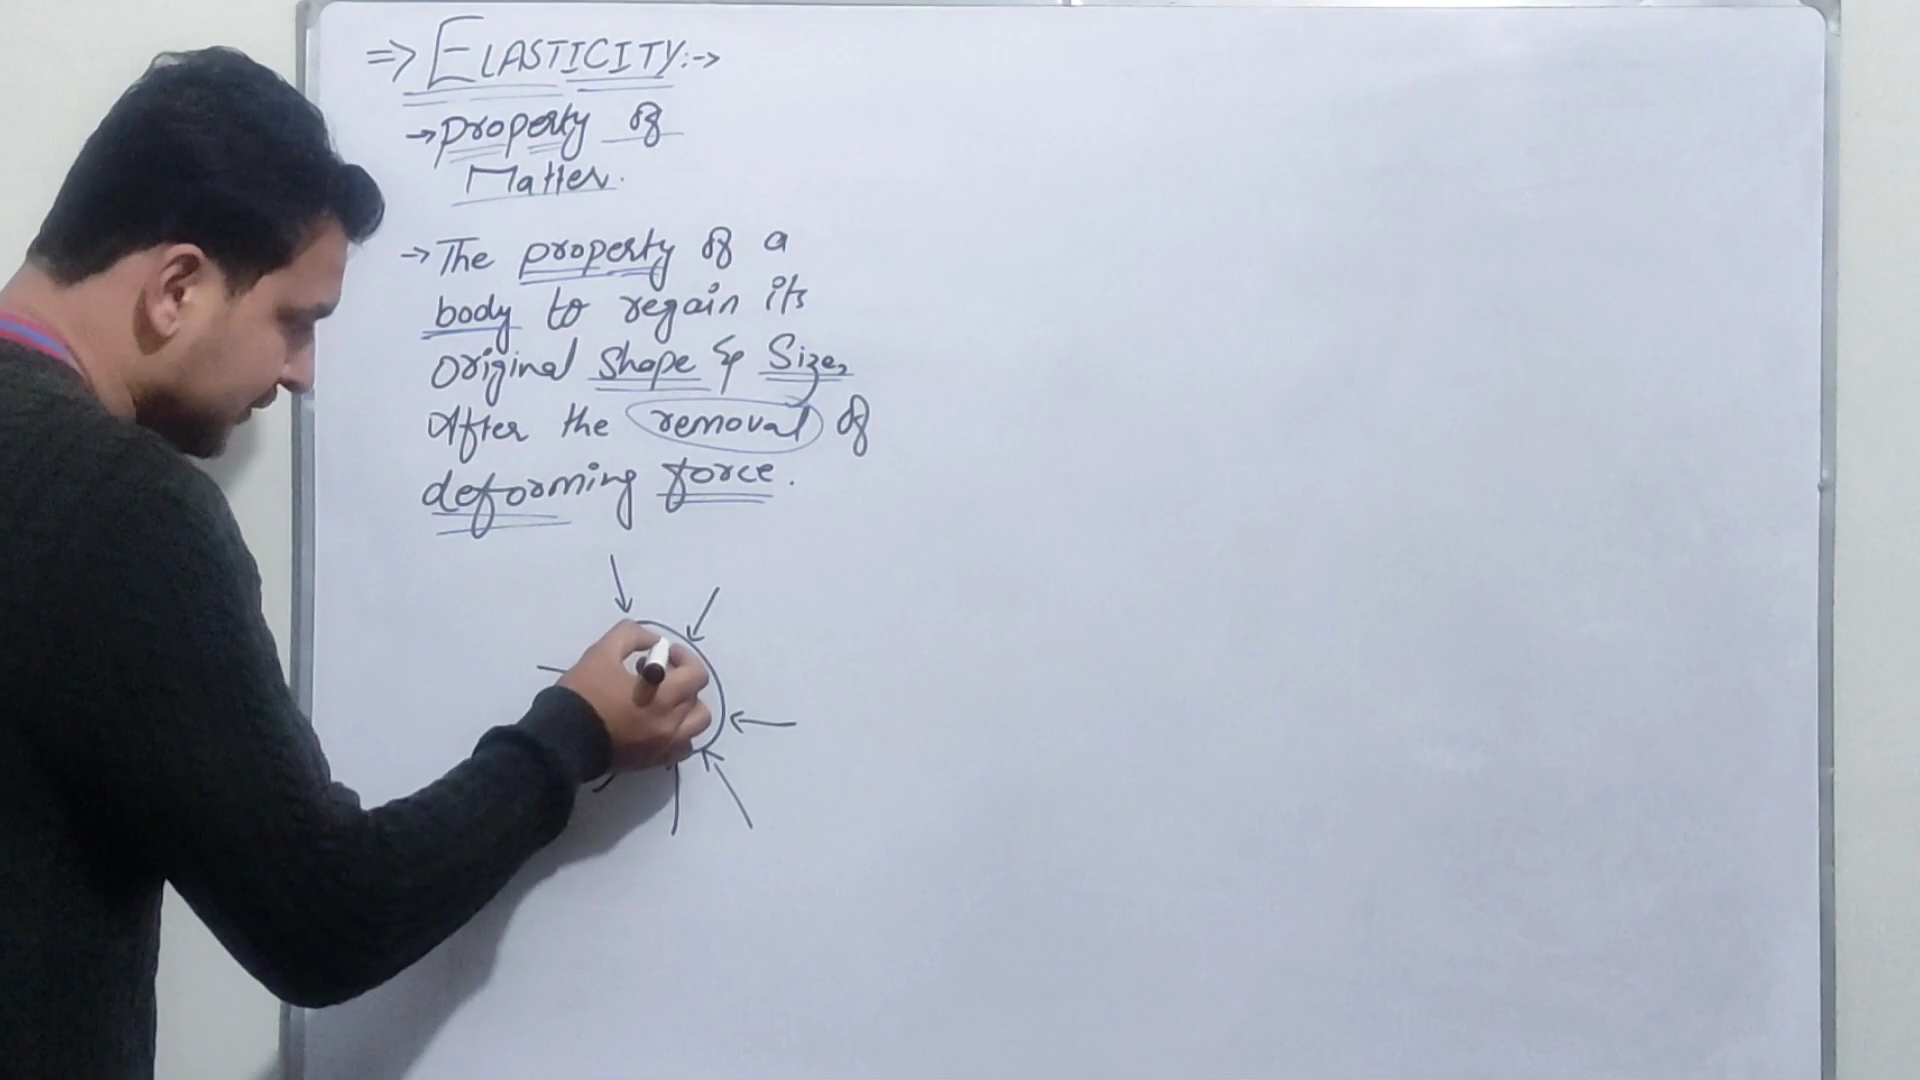 => ELASTICITY:->
→ property of
Matter.
→ The property of a
body to regain its
original shape & Size,
After the removal of
deforming force.